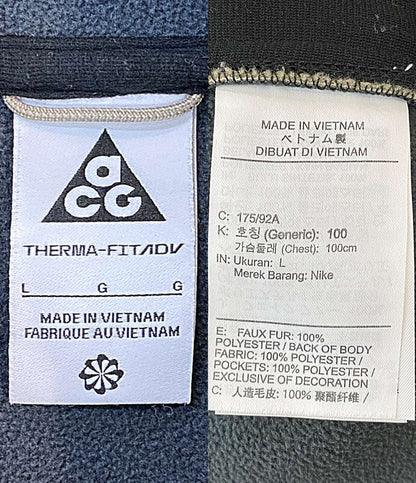 aCG
THERMA-FIT ADV
L G G
MADE IN VIETNAM
FABRIQUE AU VIETNAM
MADE IN VIETNAM
ベトナム製
DIBUAT DI VIETNAM
C: 175/92A
K: 호칭 (Generic): 100
가슴둘레 (Chest): 100cm
IN: Ukuran: L
Merek Barang: Nike
E: FAUX FUR: 100%
POLYESTER / BACK OF BODY
FABRIC: 100% POLYESTER /
POCKETS: 100% POLYESTER /
EXCLUSIVE OF DECORATION
C: 人造毛皮: 100% 聚酯纤维 /